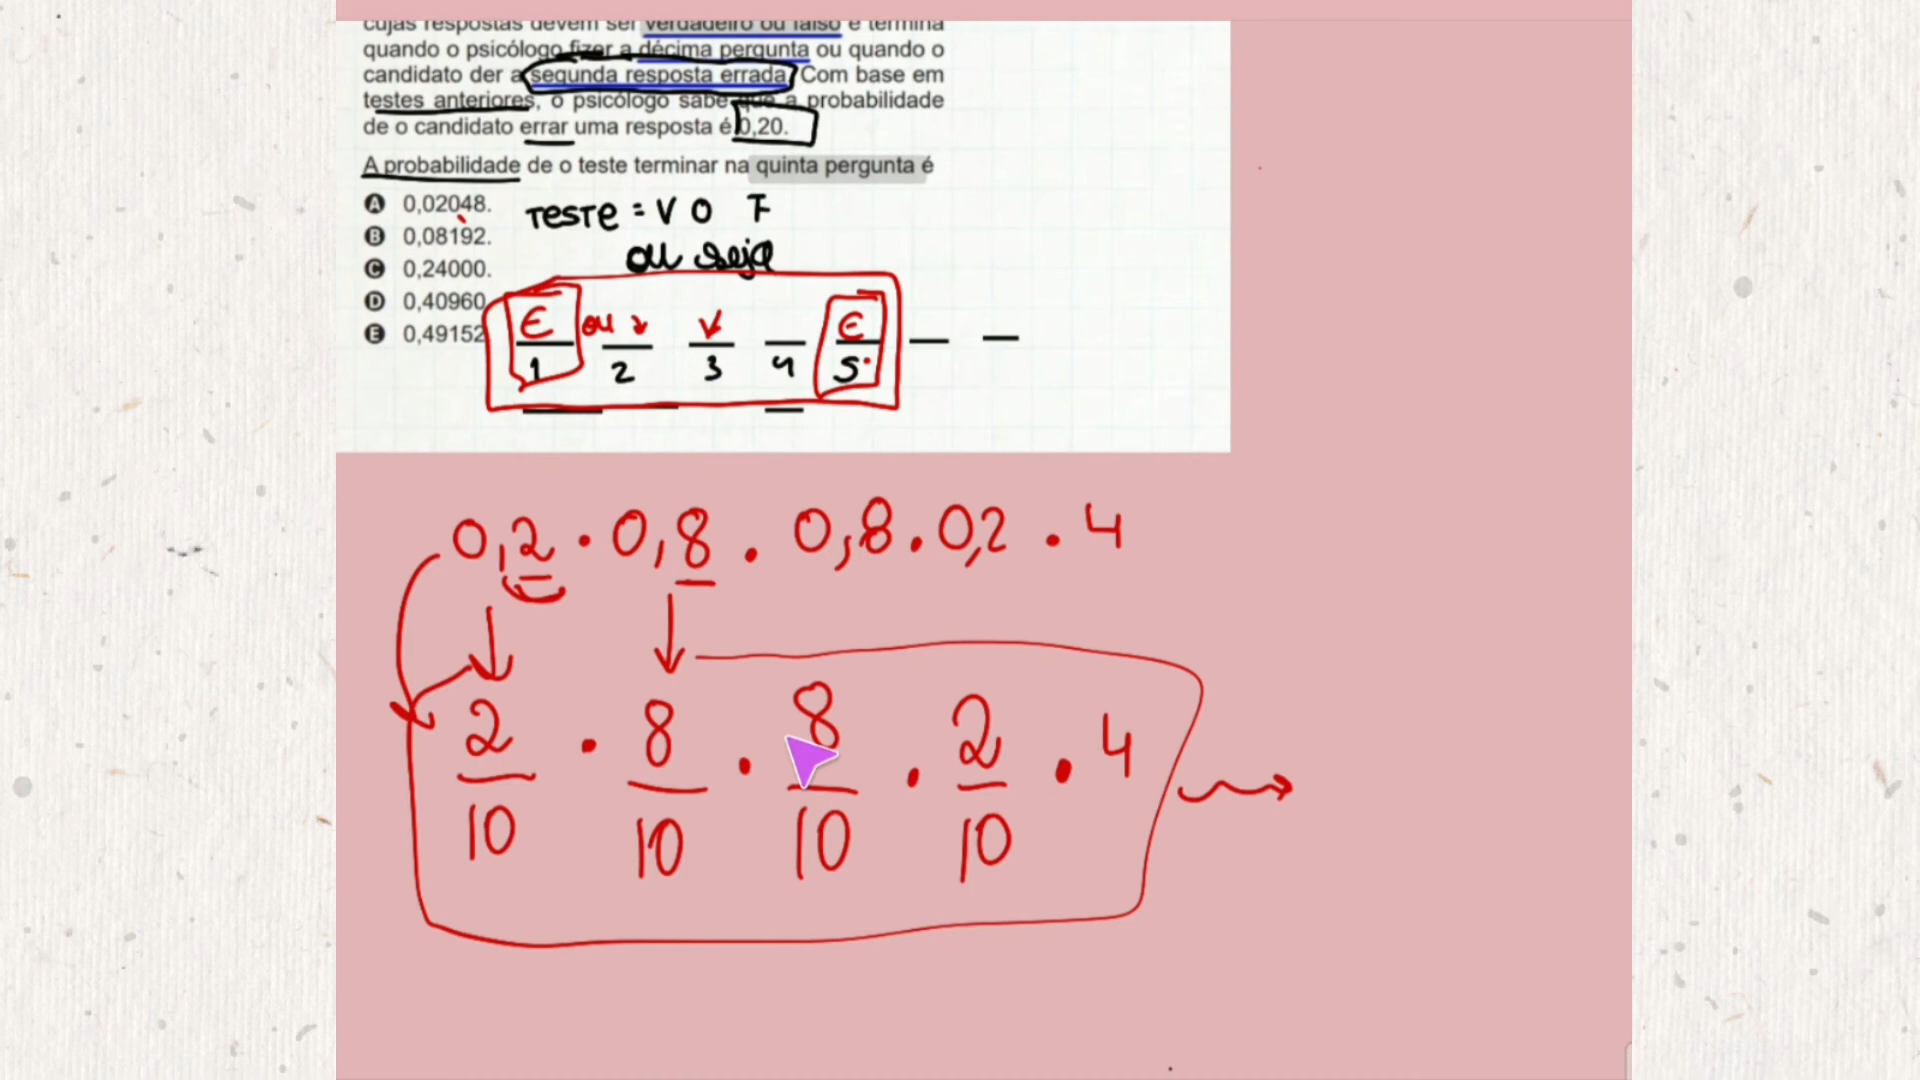 cujas respostas devem ser verdadeiro ou falso e termina
quando o psicólogo fizer a décima pergunta ou quando o
candidato der a segunda resposta errada. Com base em
testes anteriores, o psicólogo sabe que a probabilidade
de o candidato errar uma resposta é 0,20.
A probabilidade de o teste terminar na quinta pergunta é
A 0,02048.
B 0,08192.
C 0,24000.
D 0,40960
E 0,49152
TESTE = V O F
ou seja
E ou V E
1 2 3 4 5
0,2 · 0,8 · 0,8 · 0,2 · 4
2 · 8 · 8 · 2 · 4
10 10 10 10